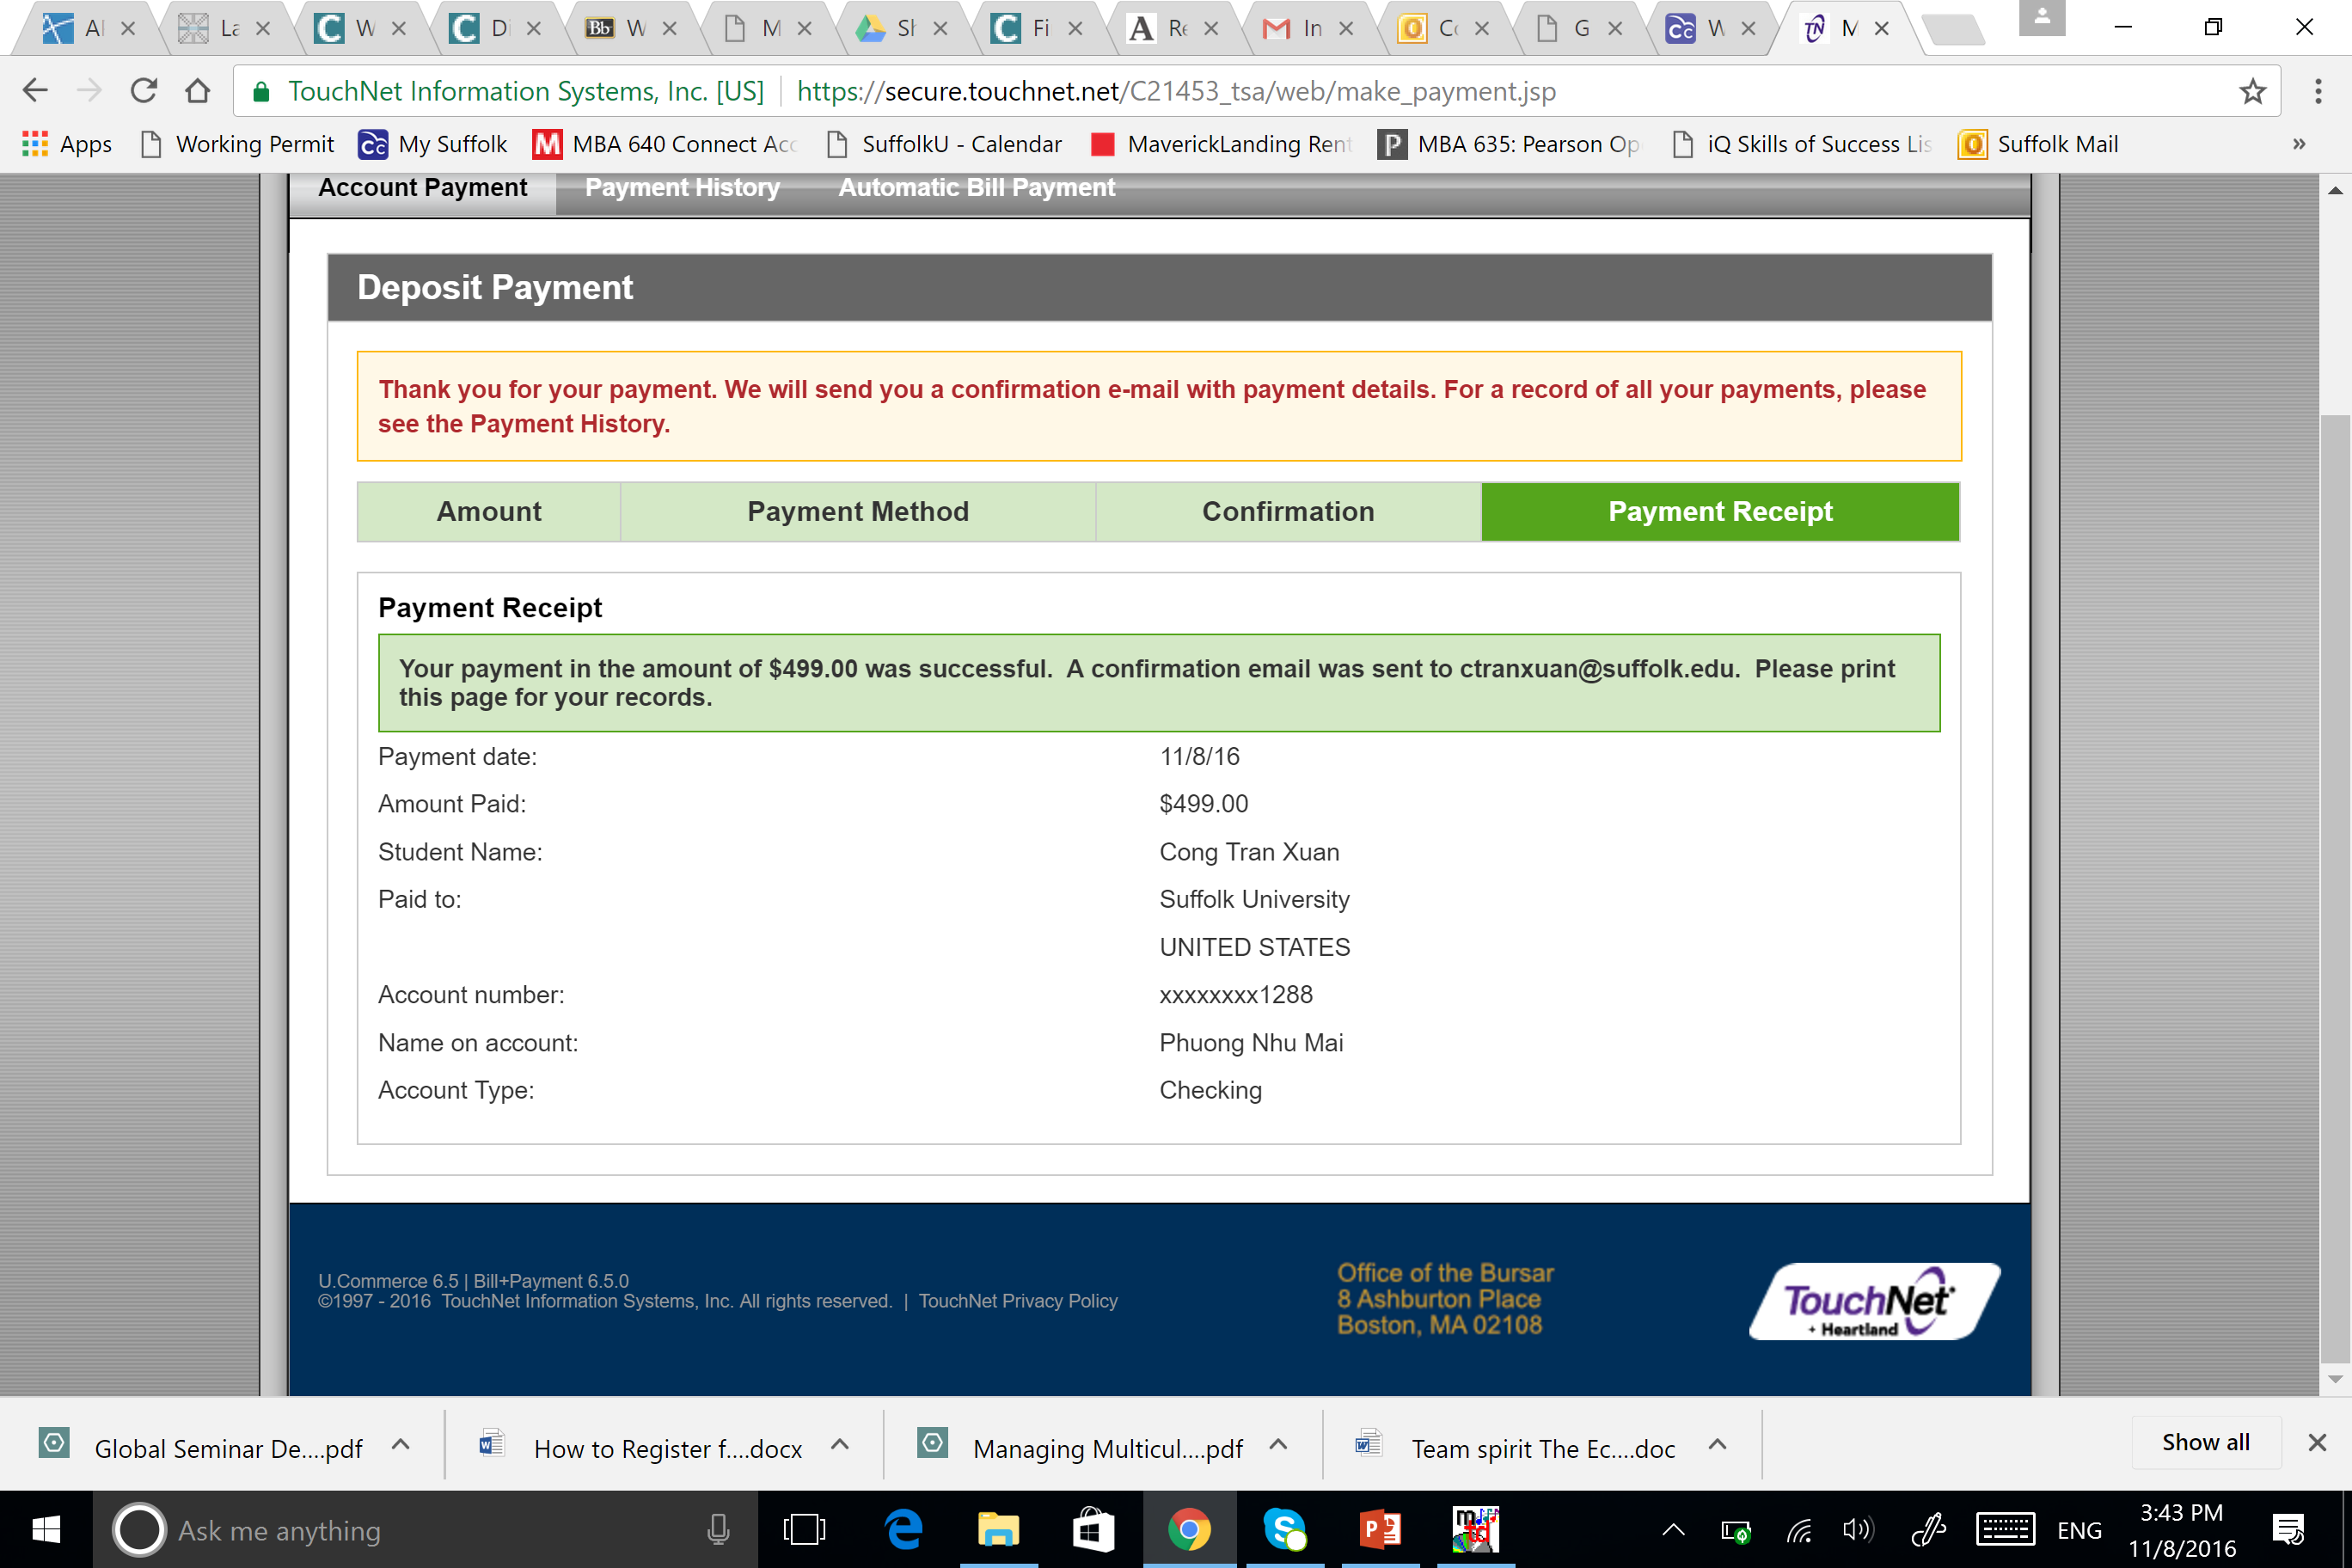 Al
La
W
Di
Bb W
M
Sh
C Fi
A Re
In
Co
G
Cc W
TN M
TouchNet Information Systems, Inc. [US] https://secure.touchnet.net/C21453_tsa/web/make_payment.jsp
Apps Working Permit Cc My Suffolk M MBA 640 Connect Acc SuffolkU - Calendar MaverickLanding Rent P MBA 635: Pearson Op iQ Skills of Success Lis Suffolk Mail »
Account Payment Payment History Automatic Bill Payment
Deposit Payment
Thank you for your payment. We will send you a confirmation e-mail with payment details. For a record of all your payments, please
see the Payment History.
Amount Payment Method Confirmation Payment Receipt
Payment Receipt
Your payment in the amount of $499.00 was successful. A confirmation email was sent to ctranxuan@suffolk.edu. Please print
this page for your records.
Payment date: 11/8/16
Amount Paid: $499.00
Student Name: Cong Tran Xuan
Paid to: Suffolk University
UNITED STATES
Account number: xxxxxxxx1288
Name on account: Phuong Nhu Mai
Account Type: Checking
U.Commerce 6.5 | Bill+Payment 6.5.0
©1997 - 2016 TouchNet Information Systems, Inc. All rights reserved. | TouchNet Privacy Policy
Office of the Bursar
8 Ashburton Place
Boston, MA 02108
TouchNet
+ Heartland
Global Seminar De....pdf How to Register f....docx Managing Multicul....pdf Team spirit The Ec....doc Show all
Ask me anything
ENG
3:43 PM
11/8/2016